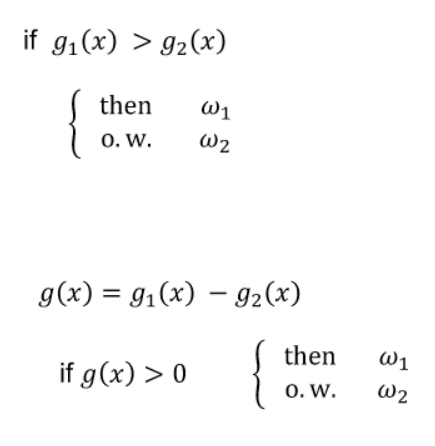 if g₁(x) > g₂(x)
{ then ω₁
o. w. ω₂
g(x) = g₁(x) − g₂(x)
if g(x) > 0 { then ω₁
o. w. ω₂